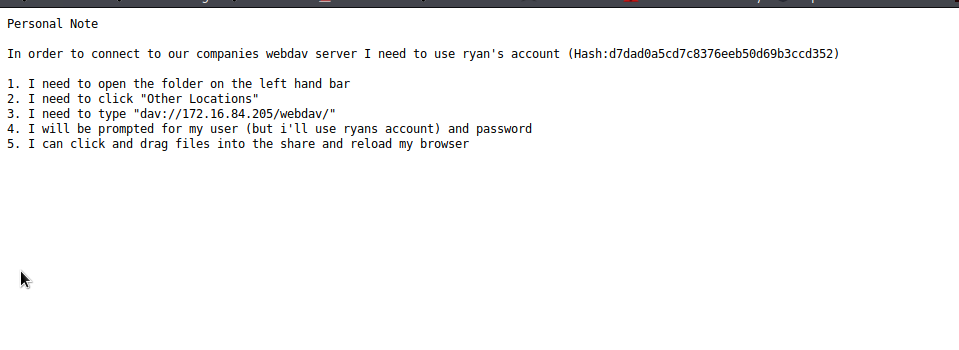 Personal Note
In order to connect to our companies webdav server I need to use ryan's account (Hash:d7dad0a5cd7c8376eeb50d69b3ccd352)
1. I need to open the folder on the left hand bar
2. I need to click "Other Locations"
3. I need to type "dav://172.16.84.205/webdav/"
4. I will be prompted for my user (but i'll use ryans account) and password
5. I can click and drag files into the share and reload my browser